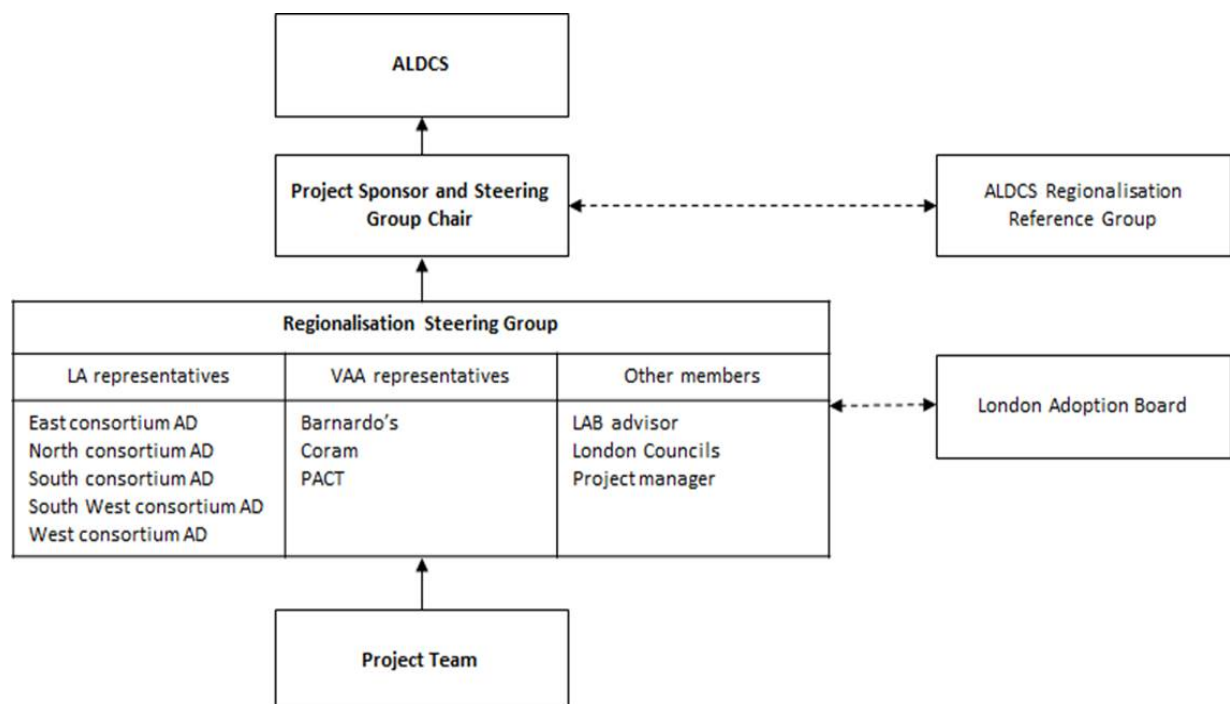 ALDCS
Project Sponsor and Steering
Group Chair
ALDCS Regionalisation
Reference Group
Regionalisation Steering Group
LA representatives
East consortium AD
North consortium AD
South consortium AD
South West consortium AD
West consortium AD
VAA representatives
Barnardo's
Coram
PACT
Other members
LAB advisor
London Councils
Project manager
London Adoption Board
Project Team